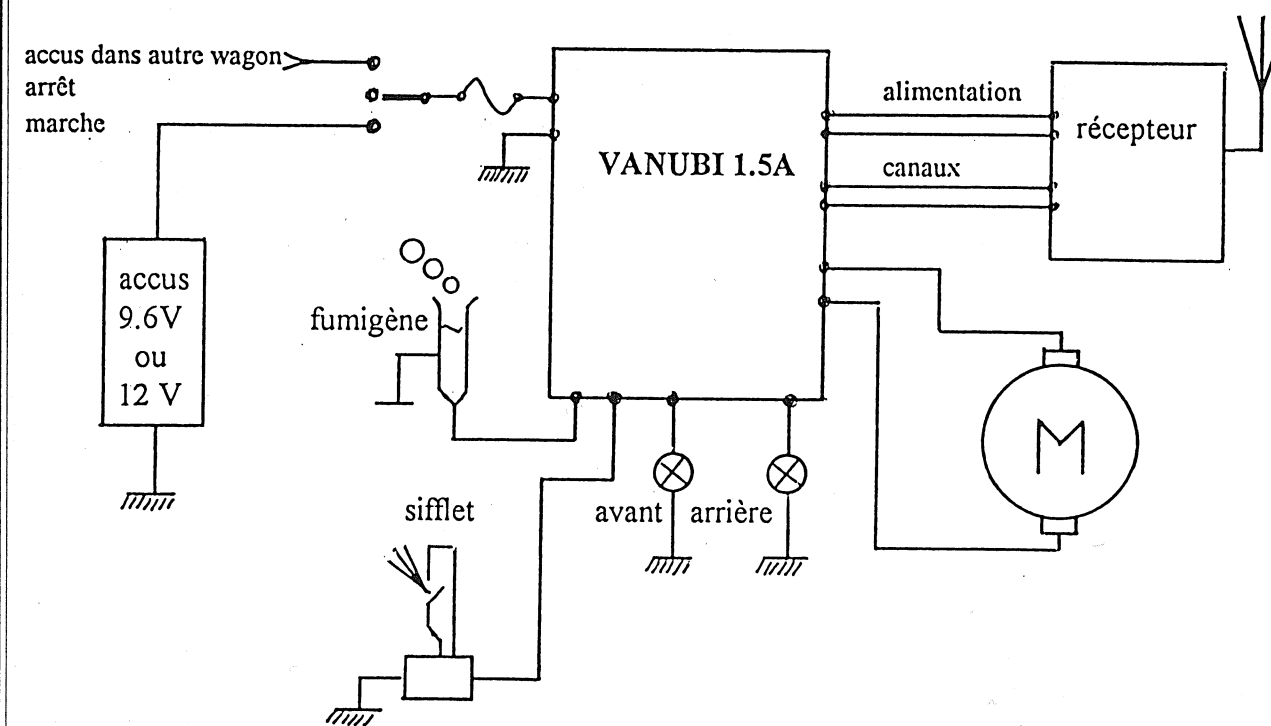 accus dans autre wagon
arrêt
marche
alimentation
récepteur
canaux
VANUBI 1.5A
accus
9.6V
ou
12 V
fumigène
M
sifflet
avant
arrière